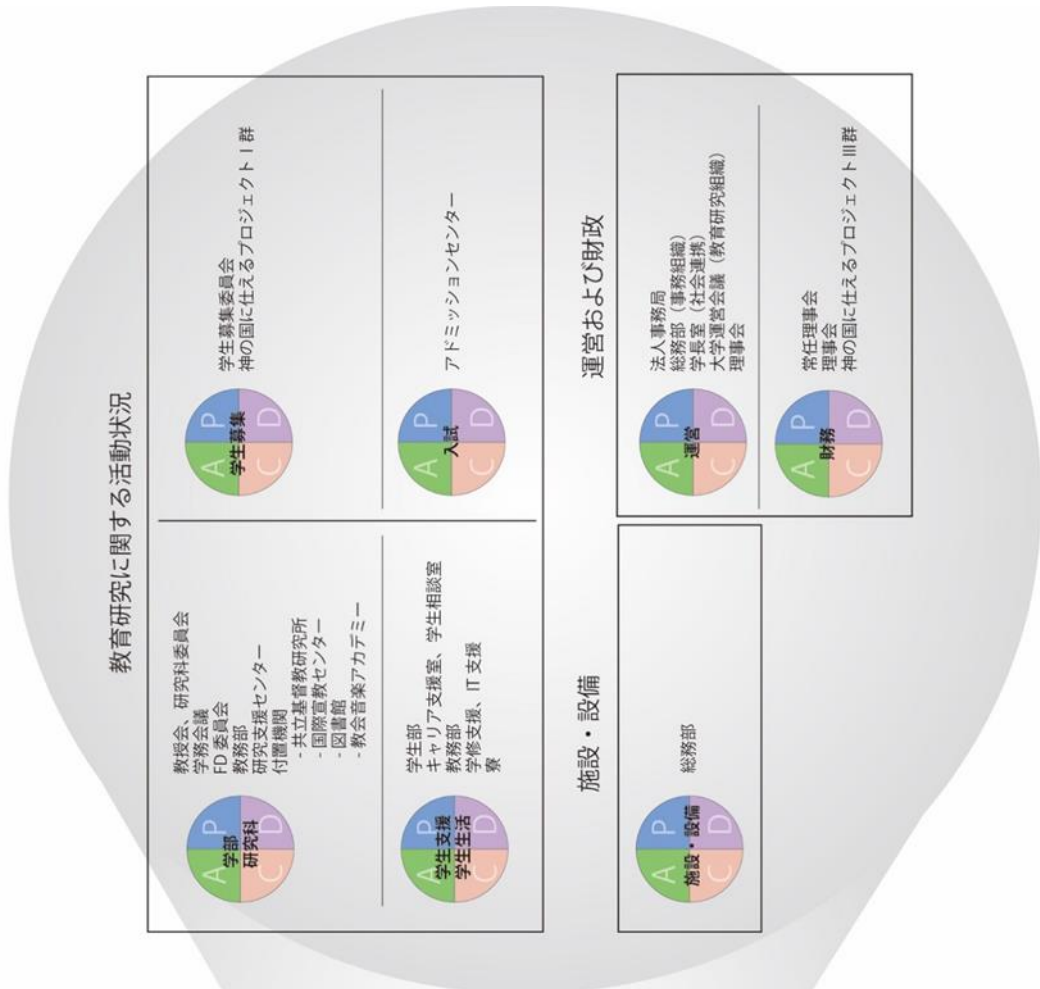 教育研究に関する活動状況
A
P
C
D
学部
研究科
教授会、研究科委員会
学務会議
FD 委員会
教務部
研究支援センター
付置機関
- 共立基督教研究所
- 国際宣教センター
- 図書館
- 教会音楽アカデミー
A
P
C
D
学生募集
学生募集委員会
神の国に仕えるプロジェクト I 群
A
P
C
D
学生支援
学生生活
学生部
キャリア支援室、学生相談室
教務部
学修支援、IT 支援
寮
A
P
C
D
入試
アドミッションセンター
施設・設備
A
P
C
D
施設・設備
総務部
運営および財政
A
P
C
D
運営
法人事務局
総務部（事務組織）
学長室（社会連携）
大学運営会議（教育研究組織）
理事会
A
P
C
D
財務
常任理事会
理事会
神の国に仕えるプロジェクト III 群